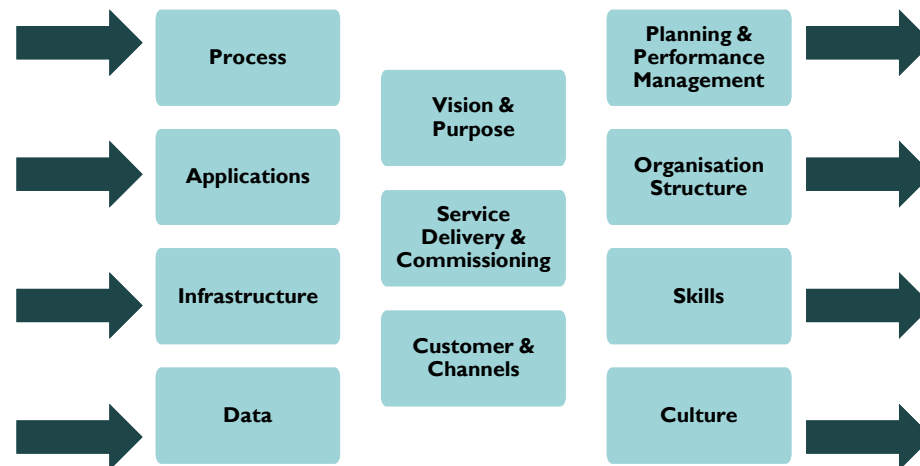 Process
Applications
Infrastructure
Data
Vision &
Purpose
Service
Delivery &
Commissioning
Customer &
Channels
Planning &
Performance
Management
Organisation
Structure
Skills
Culture